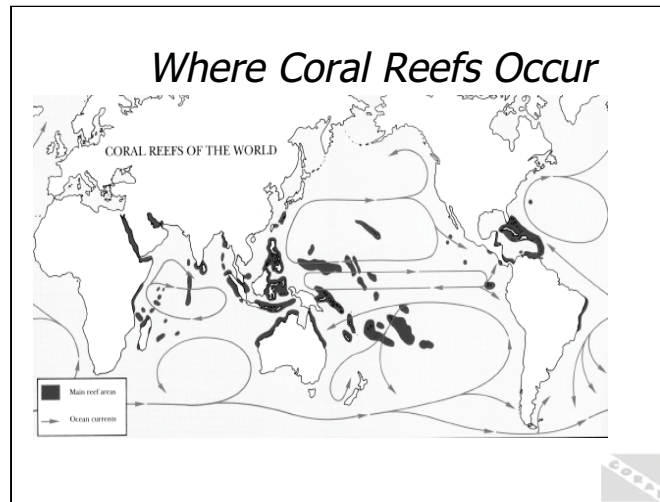 Where Coral Reefs Occur
CORAL REEFS OF THE WORLD
Main reef areas
Ocean currents